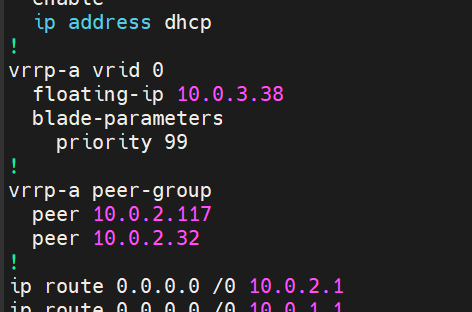 enable
ip address dhcp
!
vrrp-a vrid 0
floating-ip 10.0.3.38
blade-parameters
priority 99
!
vrrp-a peer-group
peer 10.0.2.117
peer 10.0.2.32
!
ip route 0.0.0.0 /0 10.0.2.1
ip route 0.0.0.0 /0 10.0.1.1